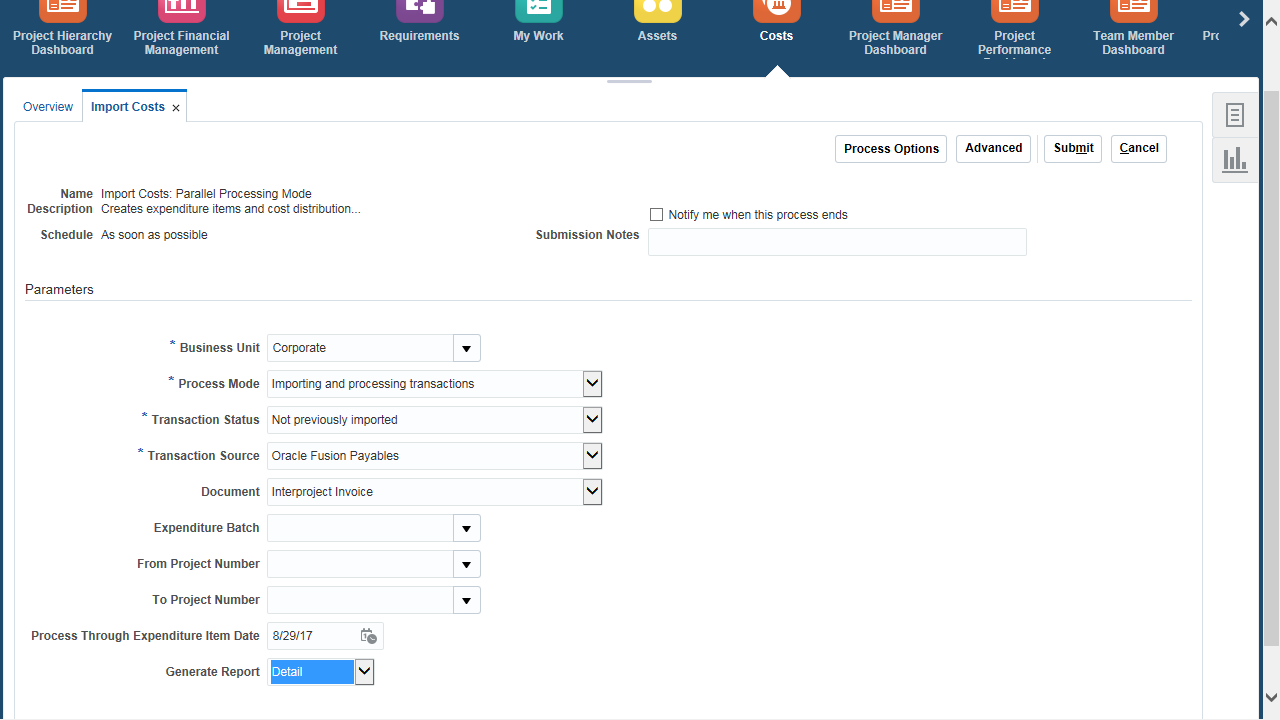 Project Hierarchy
Dashboard
Project Financial
Management
Project
Management
Requirements
My Work
Assets
Costs
Project Manager
Dashboard
Project
Performance
Team Member
Dashboard
Overview
Import Costs
Process Options
Advanced
Submit
Cancel
Name Import Costs: Parallel Processing Mode
Description Creates expenditure items and cost distribution...
Notify me when this process ends
Schedule As soon as possible
Submission Notes
Parameters
* Business Unit Corporate
* Process Mode Importing and processing transactions
* Transaction Status Not previously imported
* Transaction Source Oracle Fusion Payables
Document Interproject Invoice
Expenditure Batch
From Project Number
To Project Number
Process Through Expenditure Item Date 8/29/17
Generate Report Detail